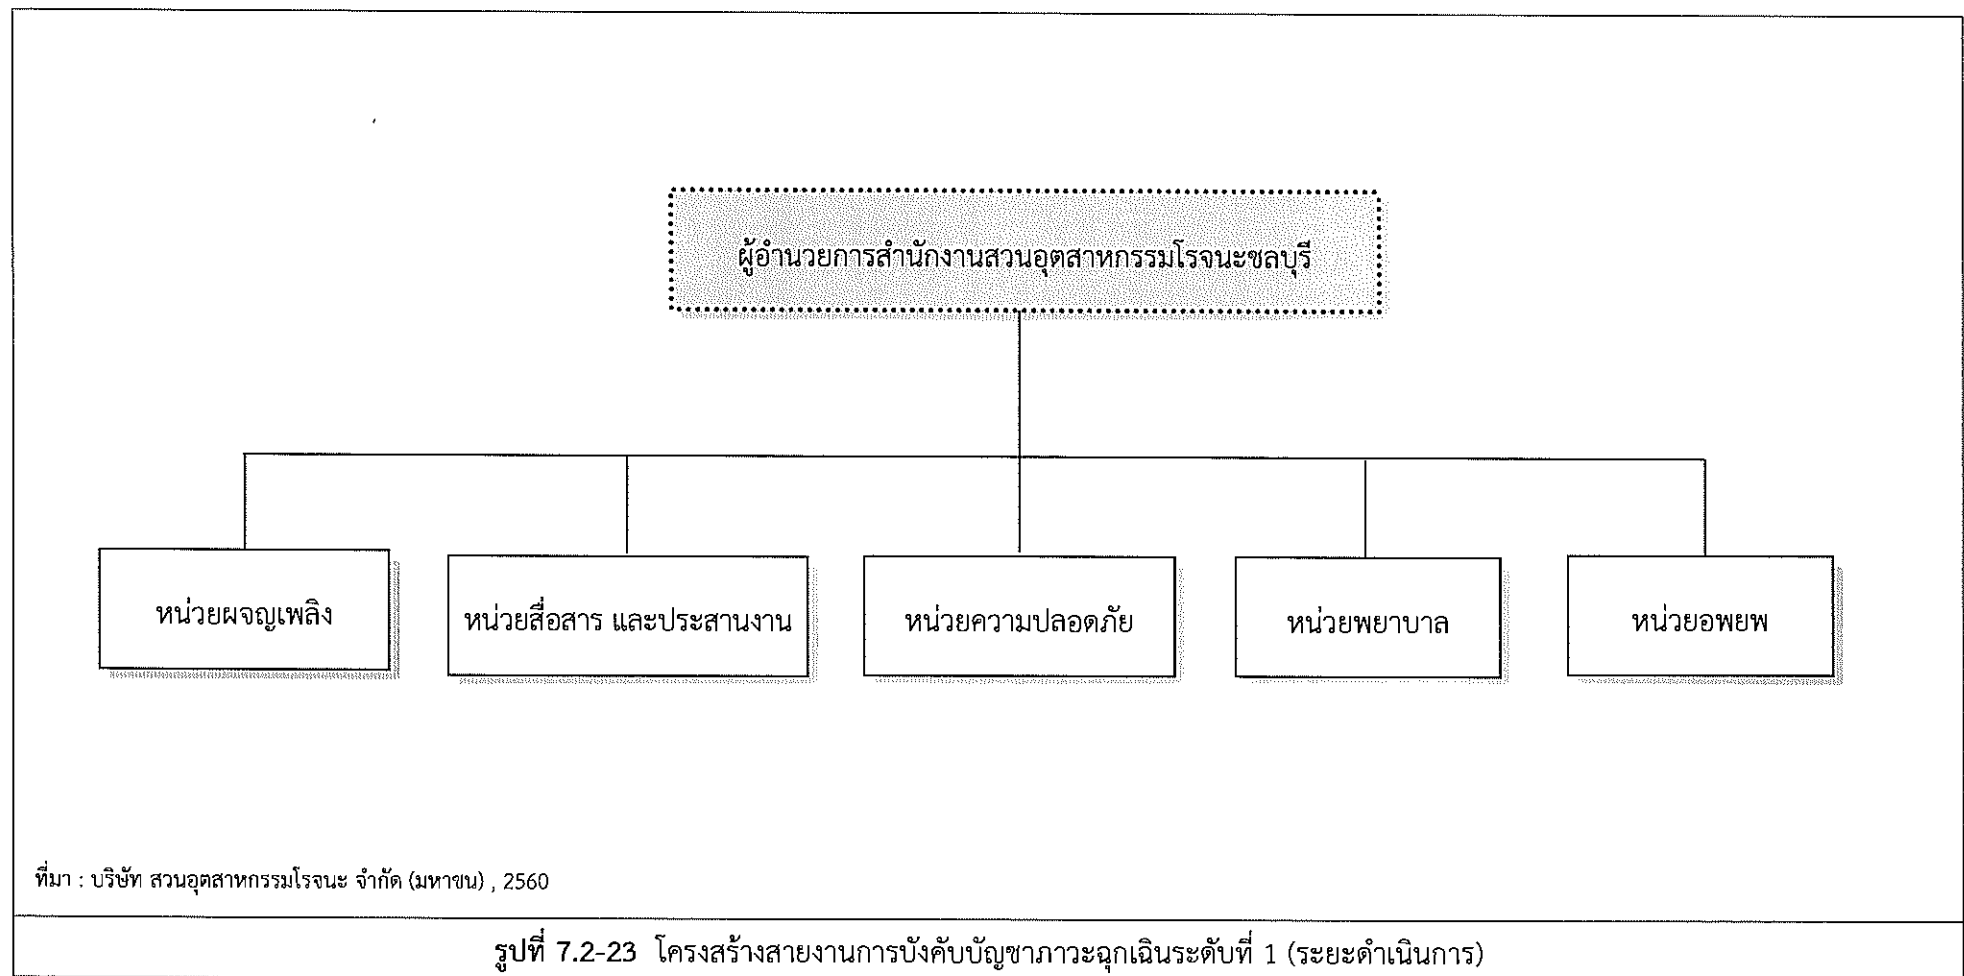 ผู้อำนวยการสำนักงานสวนอุตสาหกรรมโรจนะชลบุรี
หน่วยผจญเพลิง
หน่วยสื่อสาร และประสานงาน
หน่วยความปลอดภัย
หน่วยพยาบาล
หน่วยอพยพ
ที่มา : บริษัท สวนอุตสาหกรรมโรจนะ จำกัด (มหาชน) , 2560
รูปที่ 7.2-23 โครงสร้างสายงานการบังคับบัญชาภาวะฉุกเฉินระดับที่ 1 (ระยะดำเนินการ)